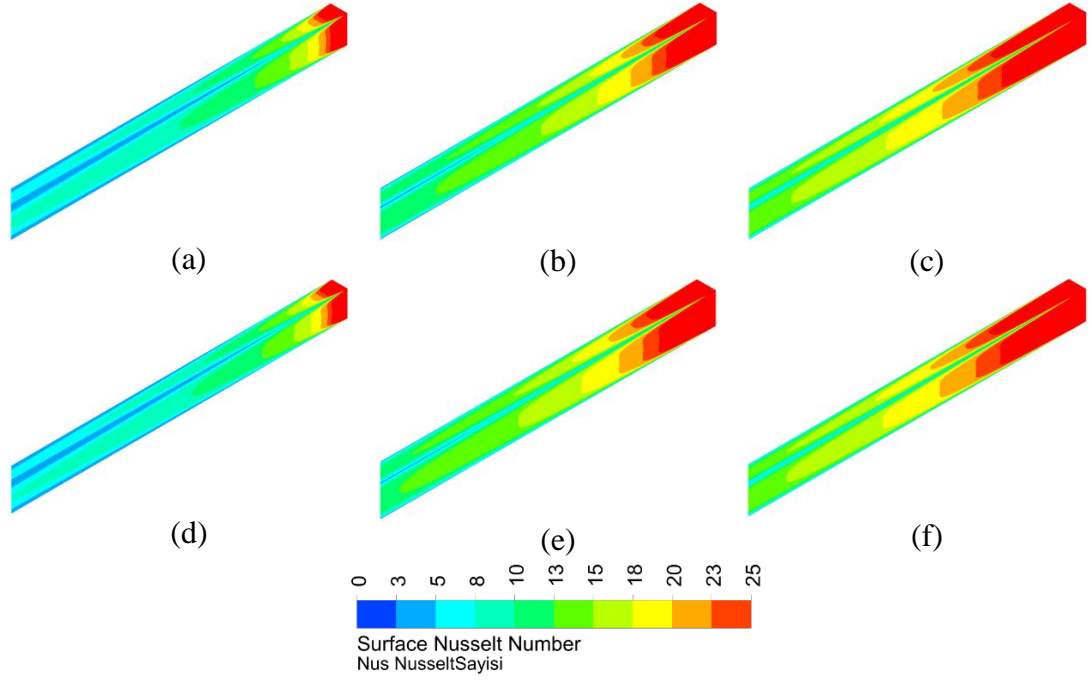 (a) (b) (c)
(d) (e) (f)
0 3 5 8 10 13 15 18 20 23 25
Surface Nusselt Number
Nus NusseltSayisi